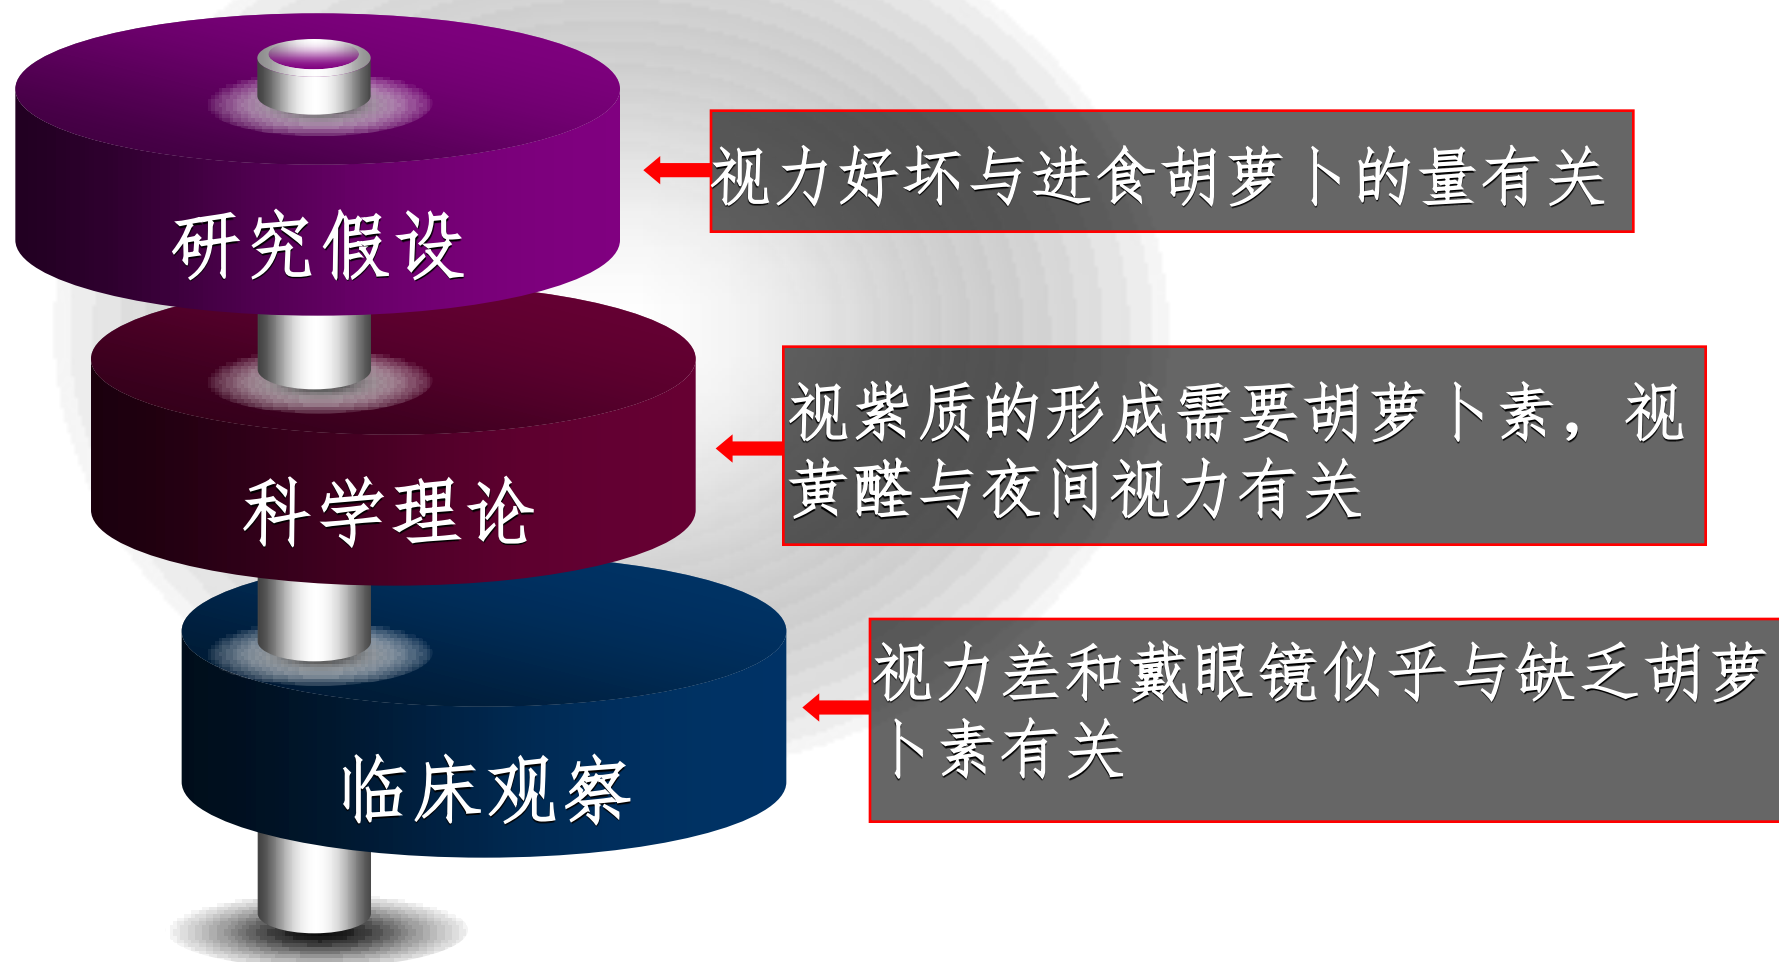 视力好坏与进食胡萝卜的量有关
研究假设
视紫质的形成需要胡萝卜素，视
黄醛与夜间视力有关
科学理论
视力差和戴眼镜似乎与缺乏胡萝
卜素有关
临床观察